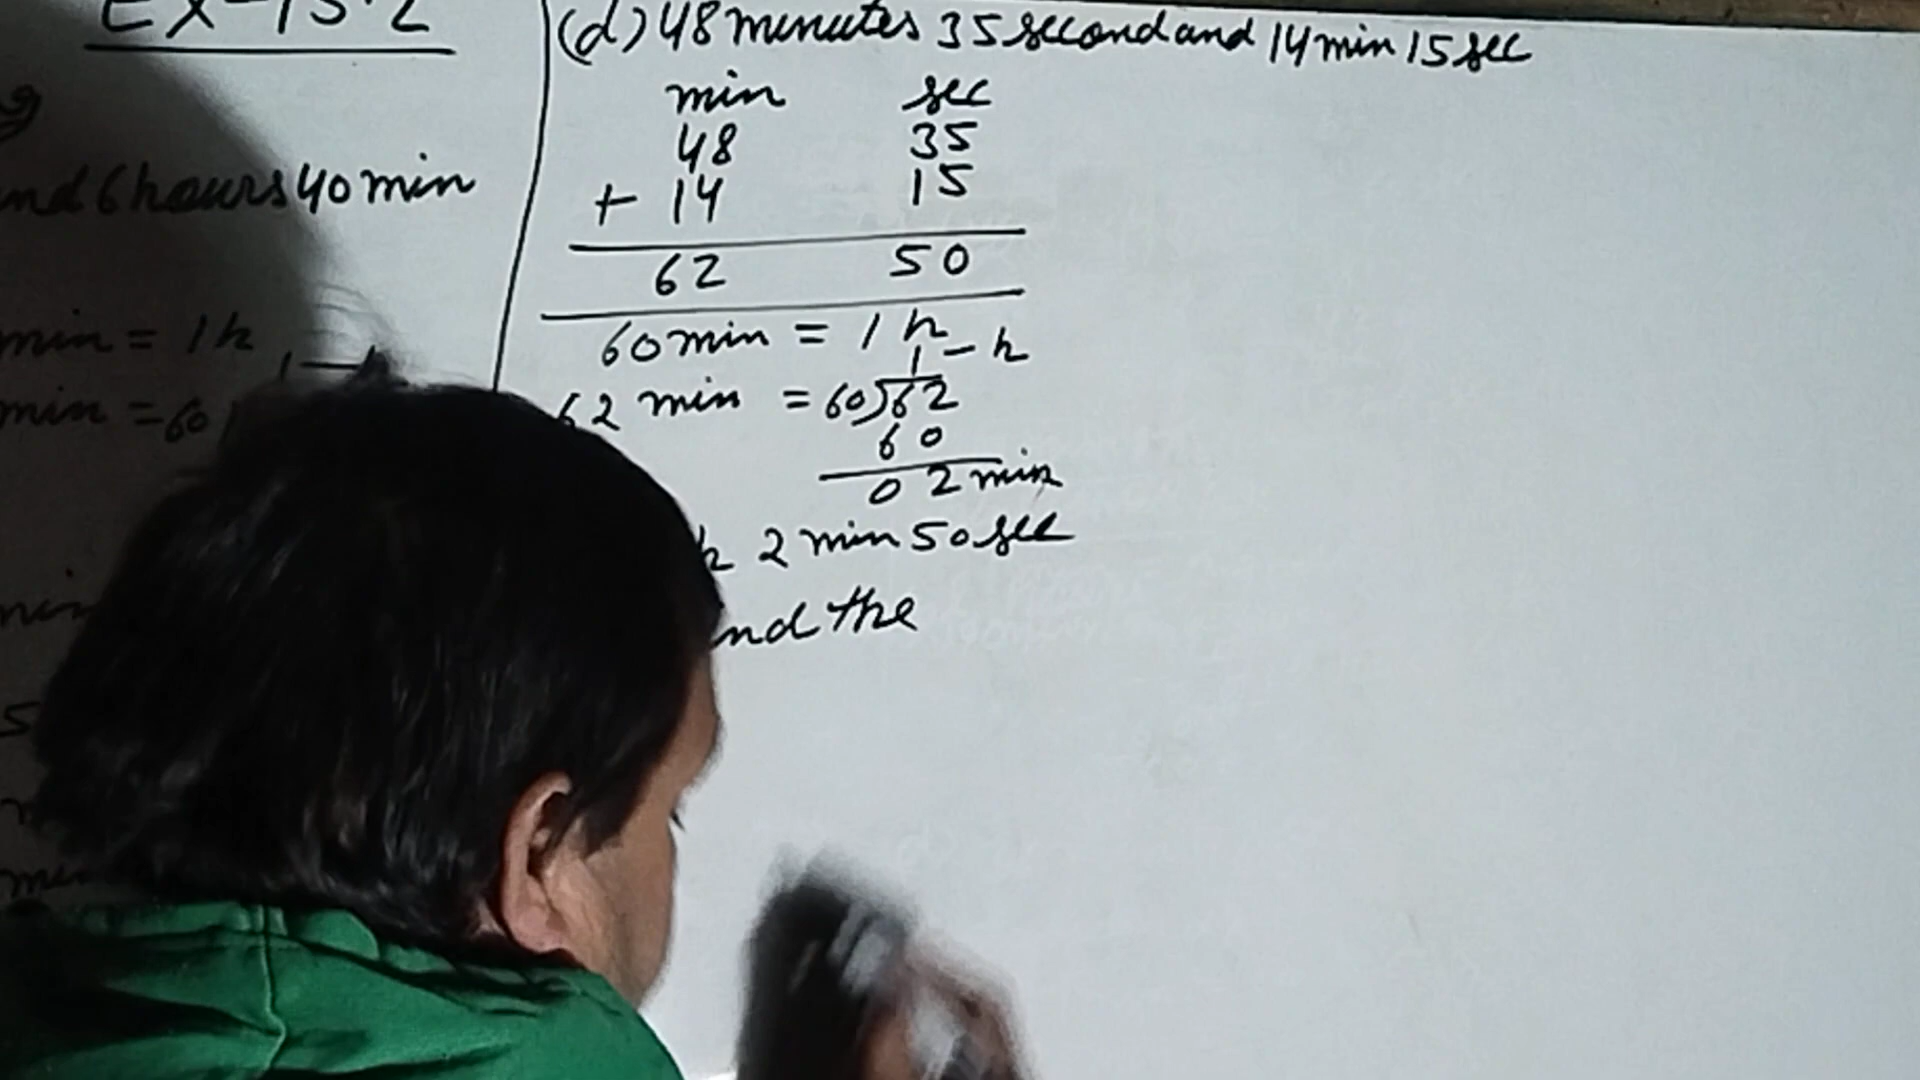 Ex-15.2
nd 6 hours 40 min
min = 1h
min = 60
(d) 48 minutes 35 second and 14 min 15 sec
min sec
48 35
+ 14 15
62 50
60 min = 1 h
1 - h
62 min = 60)62
60
02 min
h 2 min 50 sec
nd the